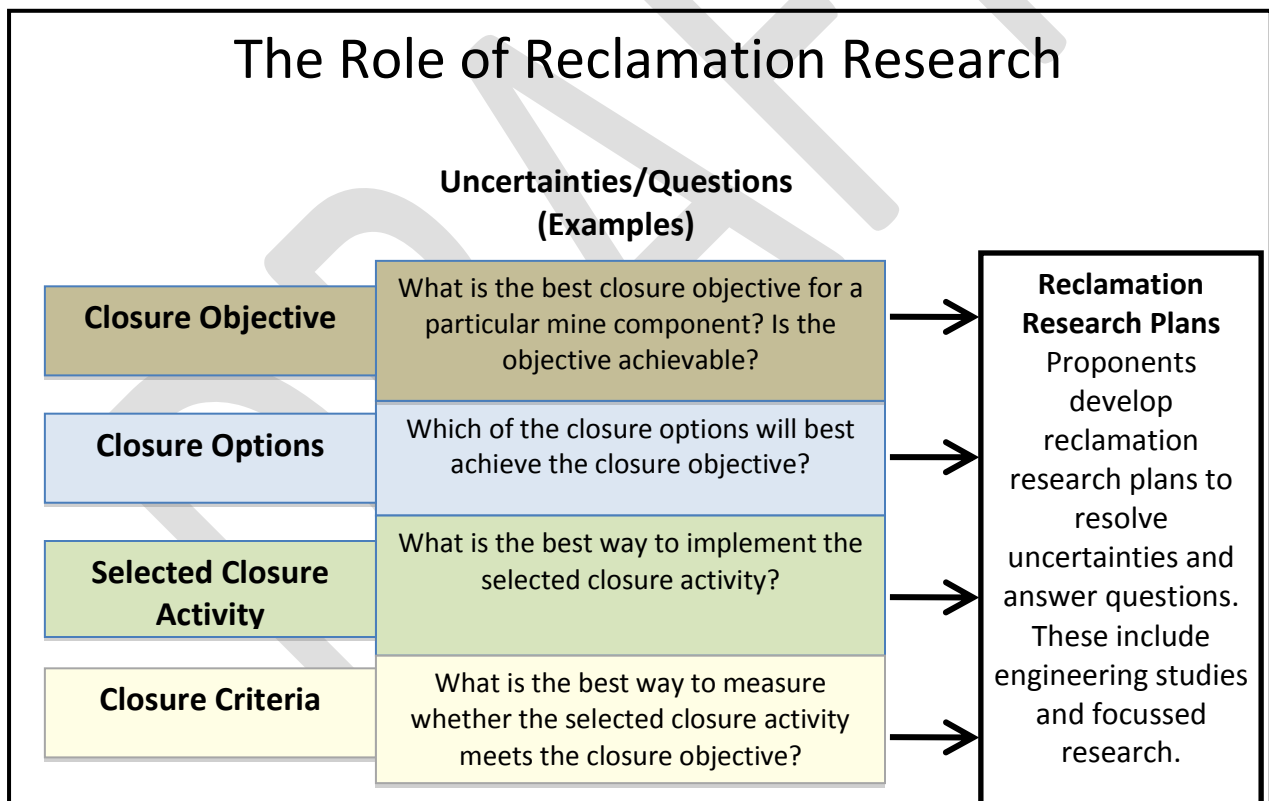 The Role of Reclamation Research
Uncertainties/Questions
(Examples)
Closure Objective
What is the best closure objective for a
particular mine component? Is the
objective achievable?
Closure Options
Which of the closure options will best
achieve the closure objective?
Selected Closure
Activity
What is the best way to implement the
selected closure activity?
Closure Criteria
What is the best way to measure
whether the selected closure activity
meets the closure objective?
Reclamation
Research Plans
Proponents
develop
reclamation
research plans to
resolve
uncertainties and
answer questions.
These include
engineering studies
and focussed
research.